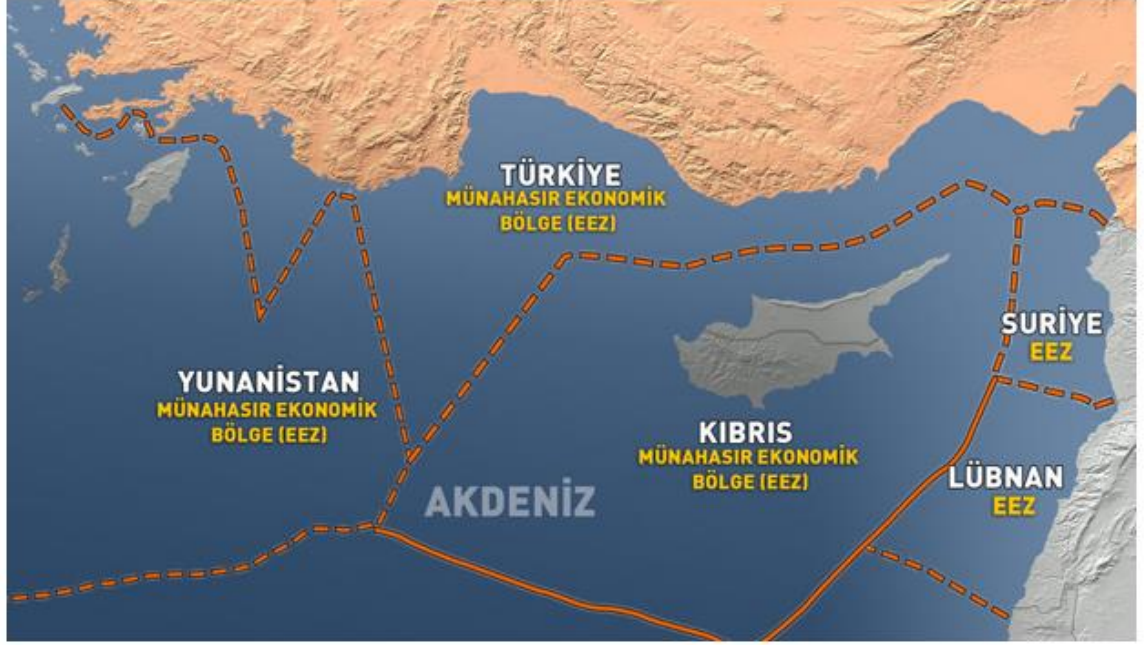 TÜRKİYE
MÜNAHASIR EKONOMİK
BÖLGE (EEZ)
SURİYE
EEZ
YUNANİSTAN
MÜNAHASIR EKONOMİK
BÖLGE (EEZ)
KIBRIS
MÜNAHASIR EKONOMİK
BÖLGE (EEZ)
LÜBNAN
EEZ
AKDENİZ